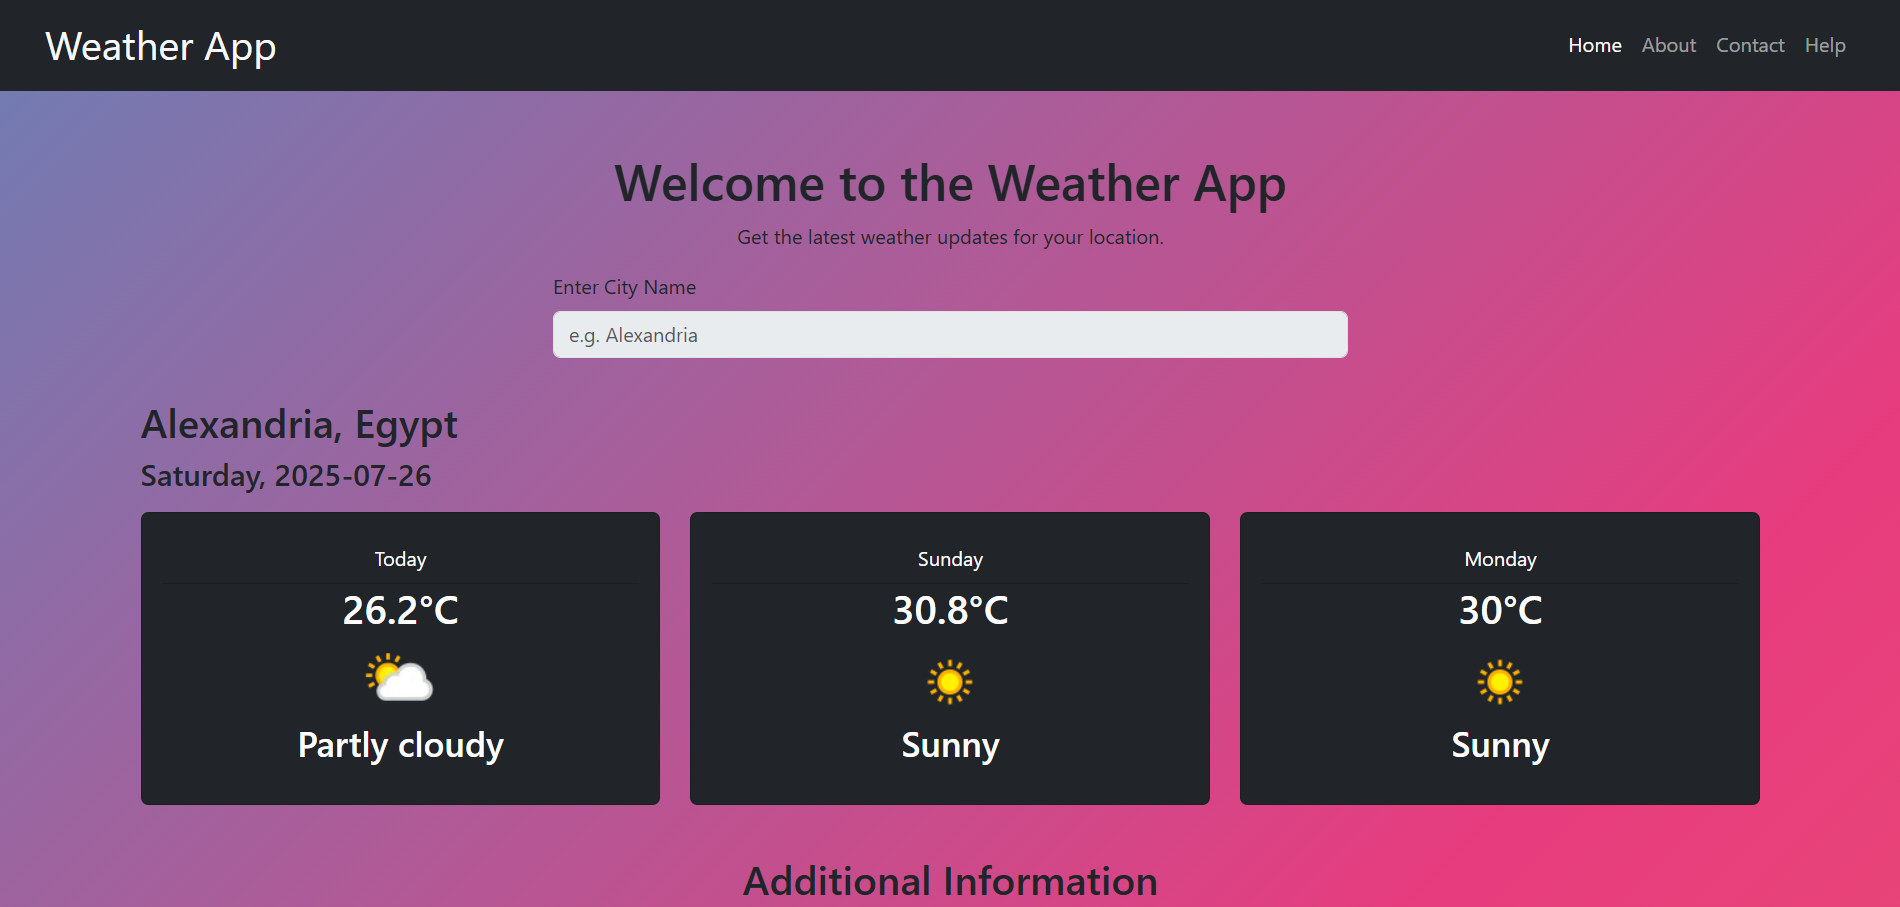 Weather App
Home About Contact Help
Welcome to the Weather App
Get the latest weather updates for your location.
Enter City Name
e.g. Alexandria
Alexandria, Egypt
Saturday, 2025-07-26
Today
26.2°C
Partly cloudy
Sunday
30.8°C
Sunny
Monday
30°C
Sunny
Additional Information